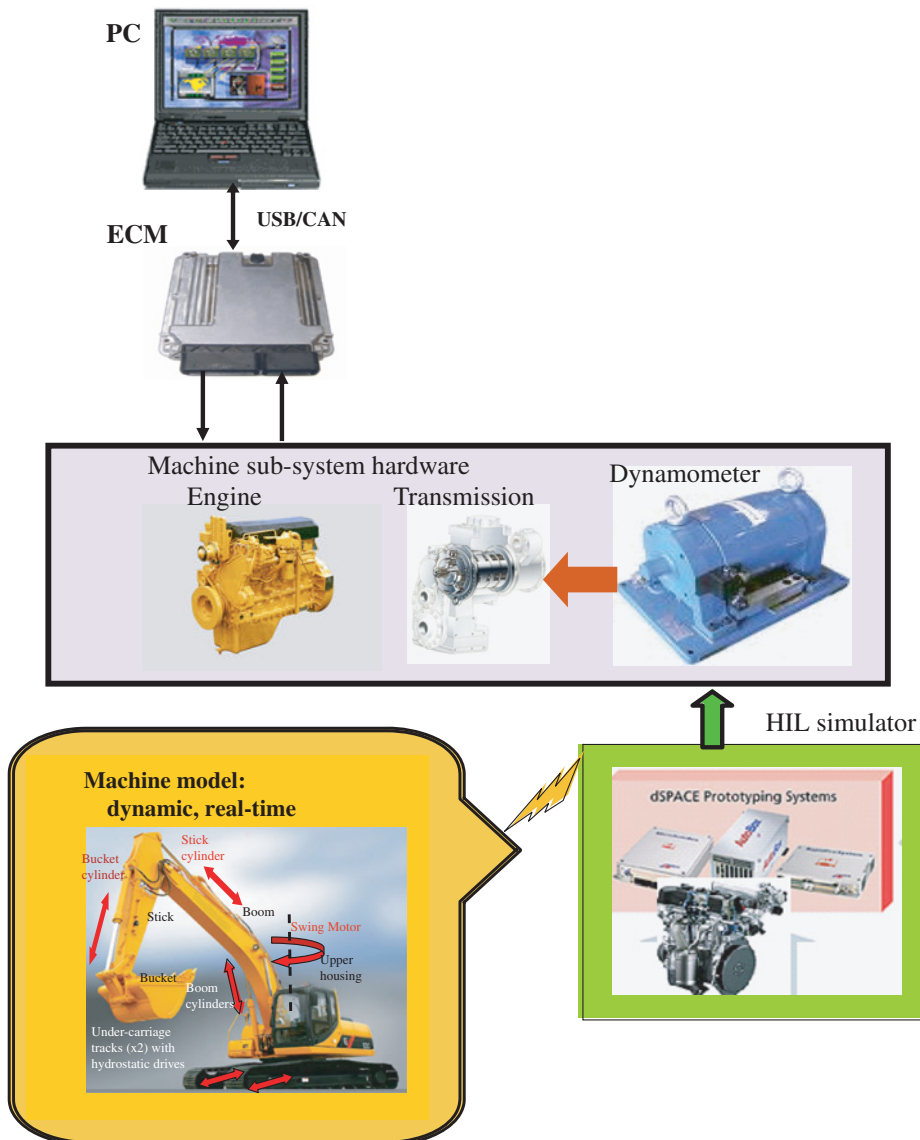 PC
USB/CAN
ECM
Machine sub-system hardware
Engine
Transmission
Dynamometer
HIL simulator
Machine model:
dynamic, real-time
Stick
cylinder
Bucket
cylinder
Boom
Stick
Swing Motor
Upper
housing
Bucket
Boom
cylinders
Under-carriage
tracks (x2) with
hydrostatic drives
dSPACE Prototyping Systems
AutoBox